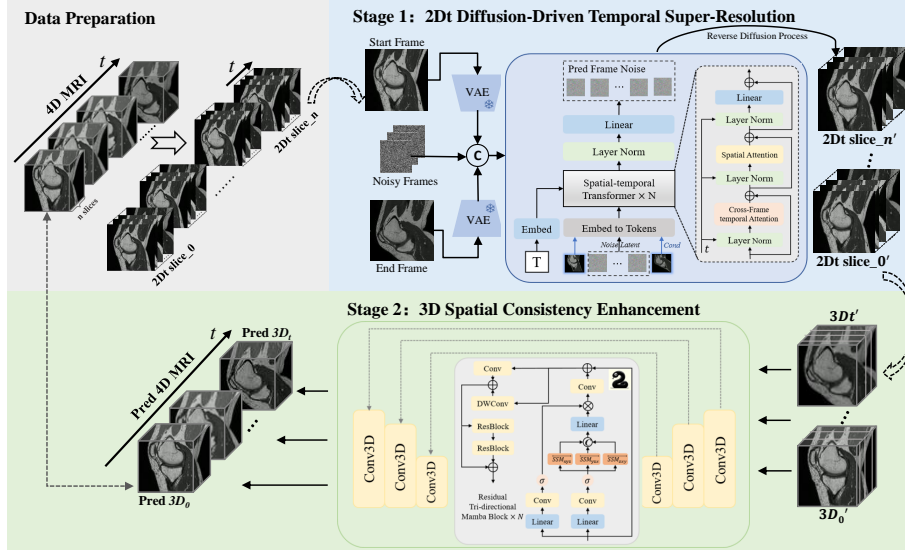 Data Preparation
4D MRI
t
n slices
t
2Dt slice_n
2Dt slice_0
Stage 1: 2Dt Diffusion-Driven Temporal Super-Resolution
Start Frame
VAE
Noisy Frames
C
VAE
End Frame
Reverse Diffusion Process
Pred Frame Noise
Linear
Layer Norm
Spatial-temporal
Transformer × N
Embed
Embed to Tokens
T
Noise Latent
Cond
Linear
Layer Norm
Spatial Attention
Layer Norm
Cross-Frame
temporal Attention
t
Layer Norm
2Dt slice_n'
2Dt slice_0'
Stage 2: 3D Spatial Consistency Enhancement
Pred 4D MRI
t
Pred 3D_t
Pred 3D_0
Conv3D
Conv3D
Conv3D
Conv
DWConv
ResBlock
ResBlock
Residual
Tri-directional
Mamba Block × N
2
Conv
Linear
C
σ
σ
Conv
Conv
Linear
Linear
Conv3D
Conv3D
Conv3D
3Dt'
3D_0'